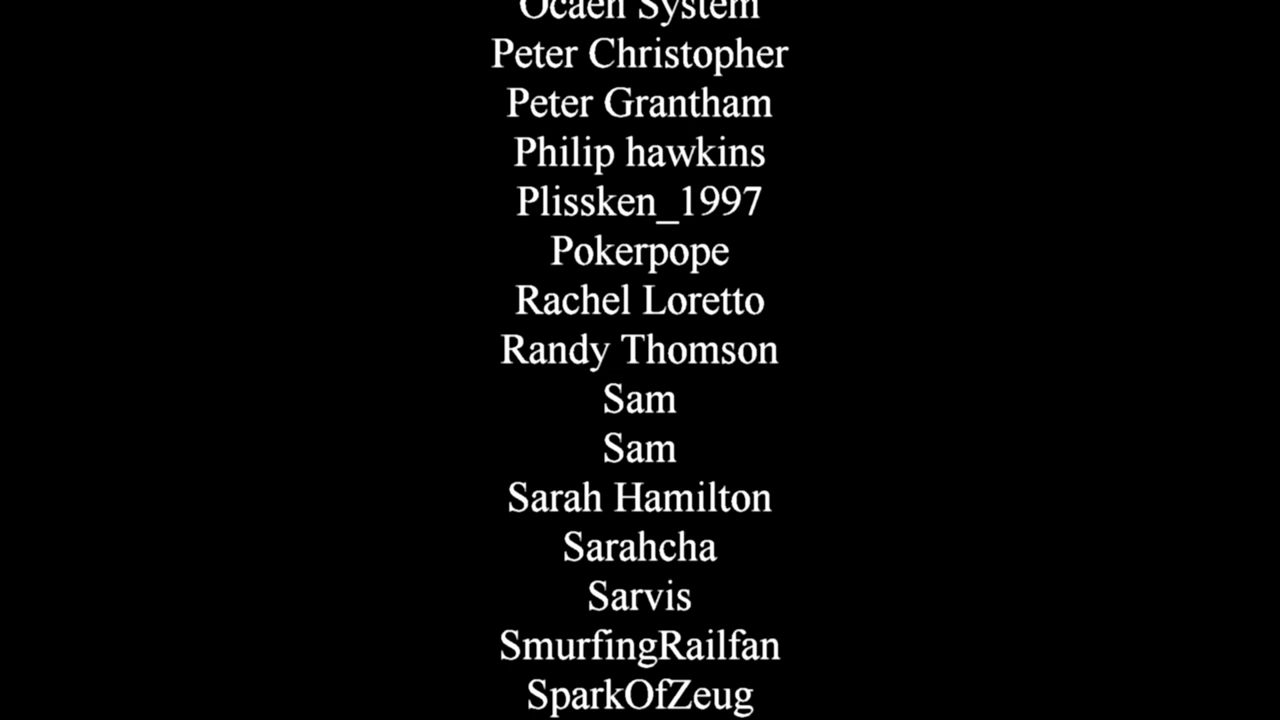 Ocaen System
Peter Christopher
Peter Grantham
Philip hawkins
Plissken_1997
Pokerpope
Rachel Loretto
Randy Thomson
Sam
Sam
Sarah Hamilton
Sarahcha
Sarvis
SmurfingRailfan
SparkOfZeug